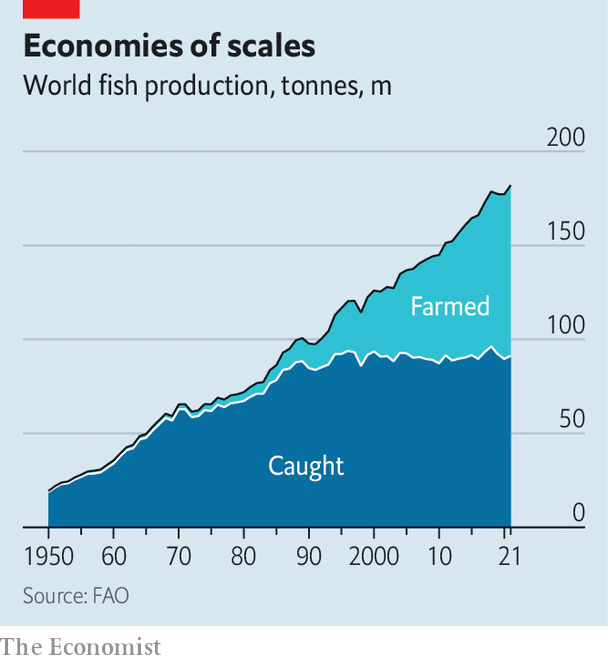 Economies of scales
World fish production, tonnes, m
200
150
Farmed
100
50
Caught
0
1950 60 70 80 90 2000 10 21
Source: FAO
The Economist